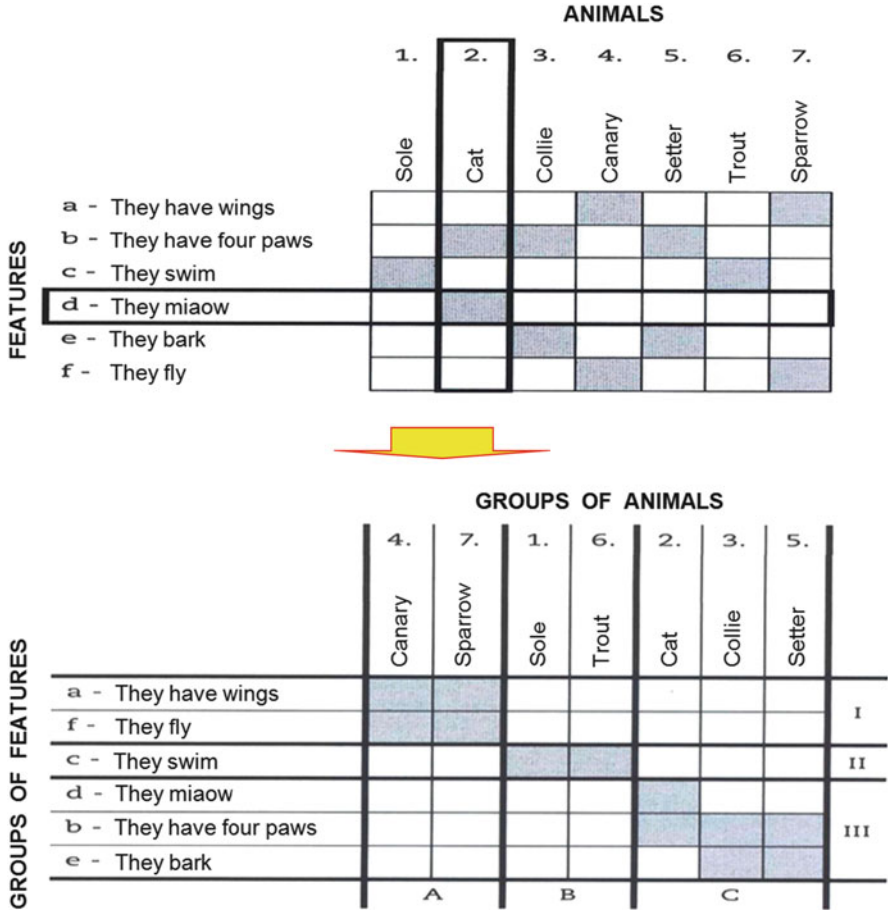 ANIMALS
1. 2. 3. 4. 5. 6. 7.
Sole Cat Collie Canary Setter Trout Sparrow
FEATURES
a - They have wings
b - They have four paws
c - They swim
d - They miaow
e - They bark
f - They fly
GROUPS OF ANIMALS
4. 7. 1. 6. 2. 3. 5.
Canary Sparrow Sole Trout Cat Collie Setter
GROUPS OF FEATURES
a - They have wings
I
f - They fly
c - They swim II
d - They miaow
b - They have four paws III
e - They bark
A B C